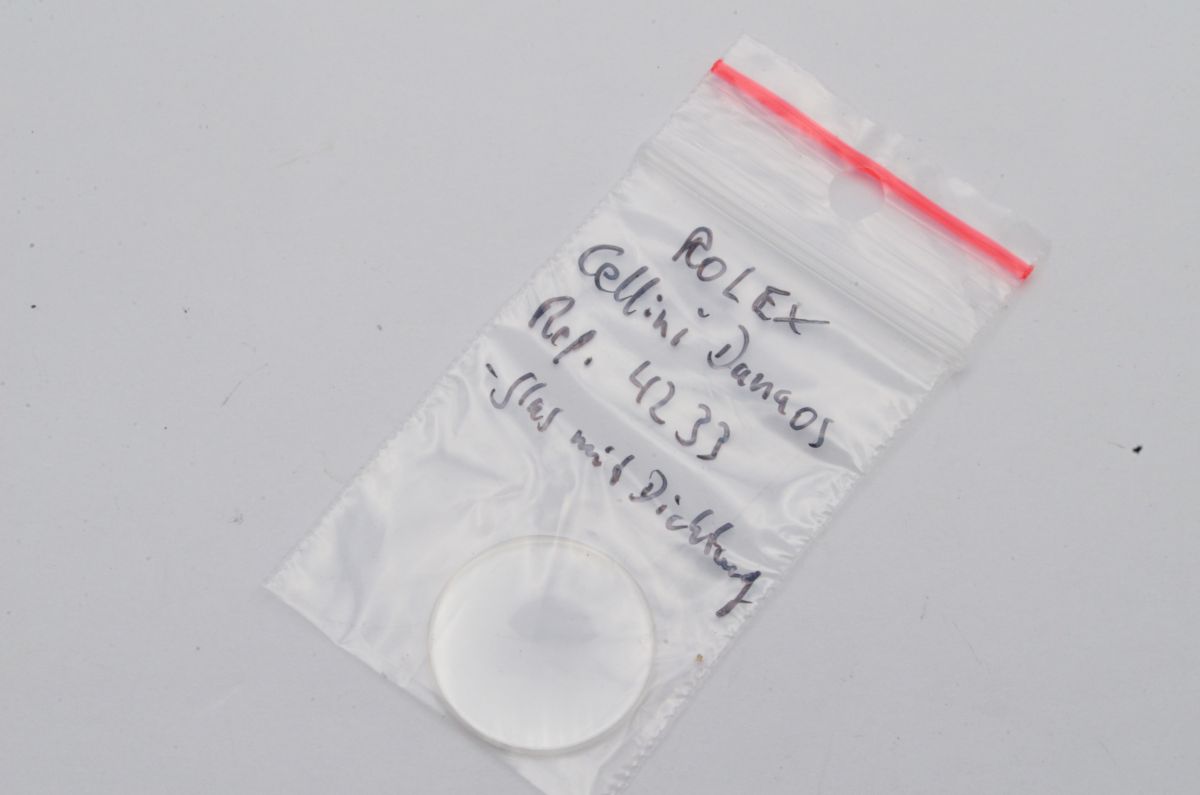 ROLEX
Cellini Danaos
Ref. 4233
-Glas mit Dichtung